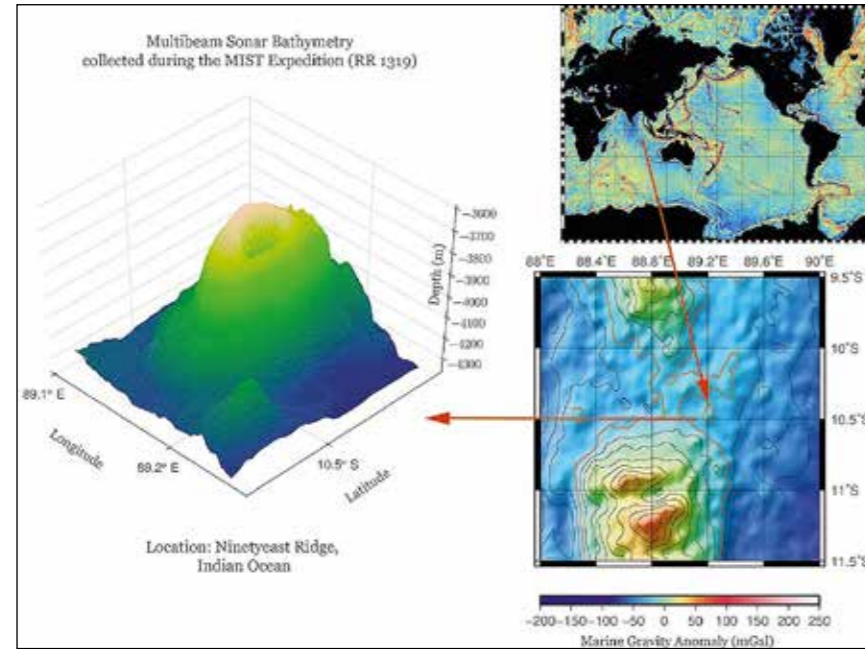 Multibeam Sonar Bathymetry
collected during the MIST Expedition (RR 1319)
−3600
−3700
−3800
−3900
−4000
−4100
−4200
−4300
Depth (m)
89.1° E
89.2° E
Longitude
10.5° S
Latitude
Location: Ninetyeast Ridge,
Indian Ocean
88°E 88.4°E 88.8°E 89.2°E 89.6°E 90°E
9.5°S
10°S
10.5°S
11°S
11.5°S
−200 −150 −100 −50 0 50 100 150 200 250
Marine Gravity Anomaly (mGal)